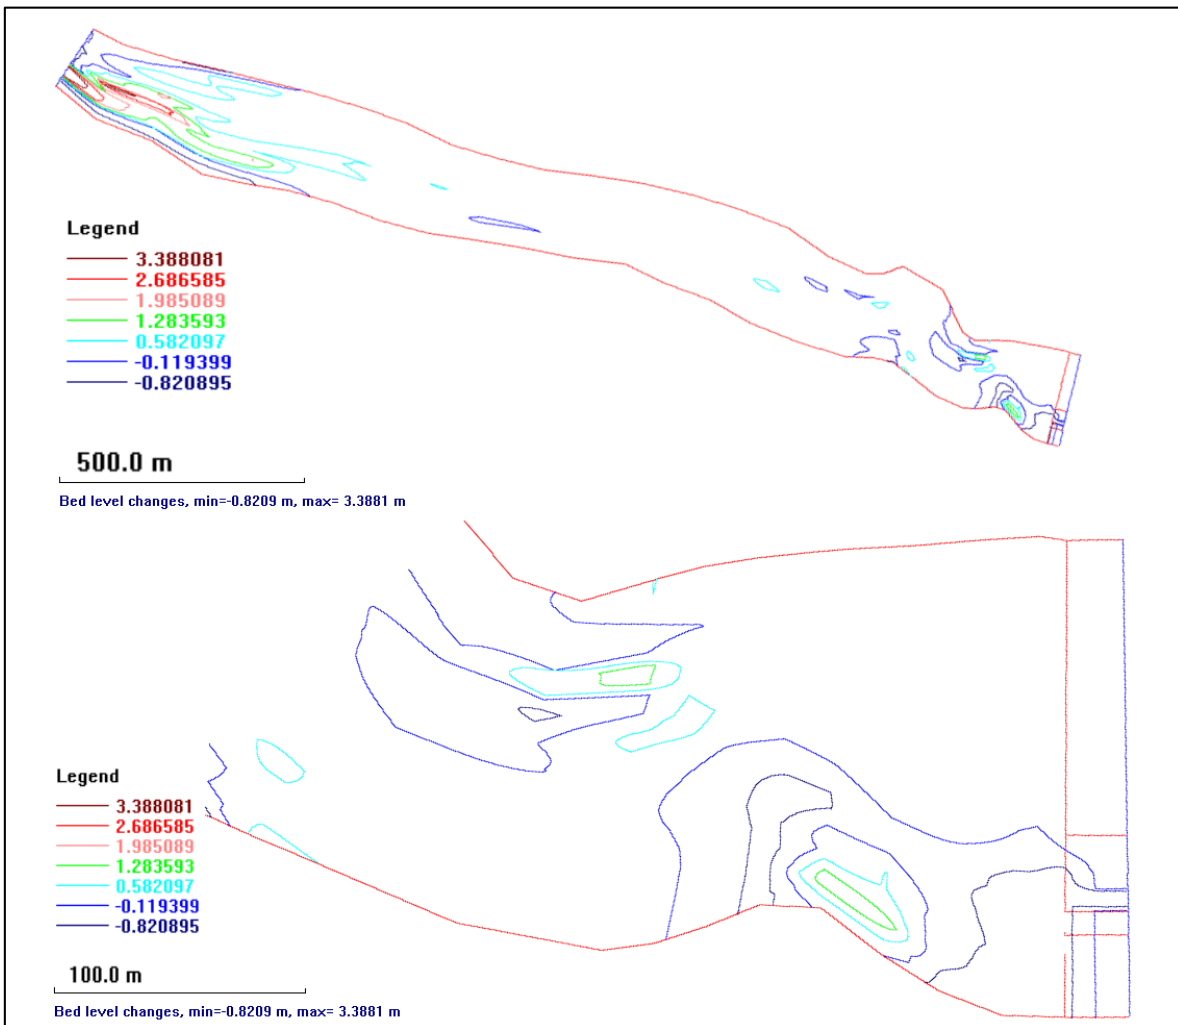 Legend
3.388081
2.686585
1.985089
1.283593
0.582097
-0.119399
-0.820895
500.0 m
Bed level changes, min=-0.8209 m, max= 3.3881 m
Legend
3.388081
2.686585
1.985089
1.283593
0.582097
-0.119399
-0.820895
100.0 m
Bed level changes, min=-0.8209 m, max= 3.3881 m